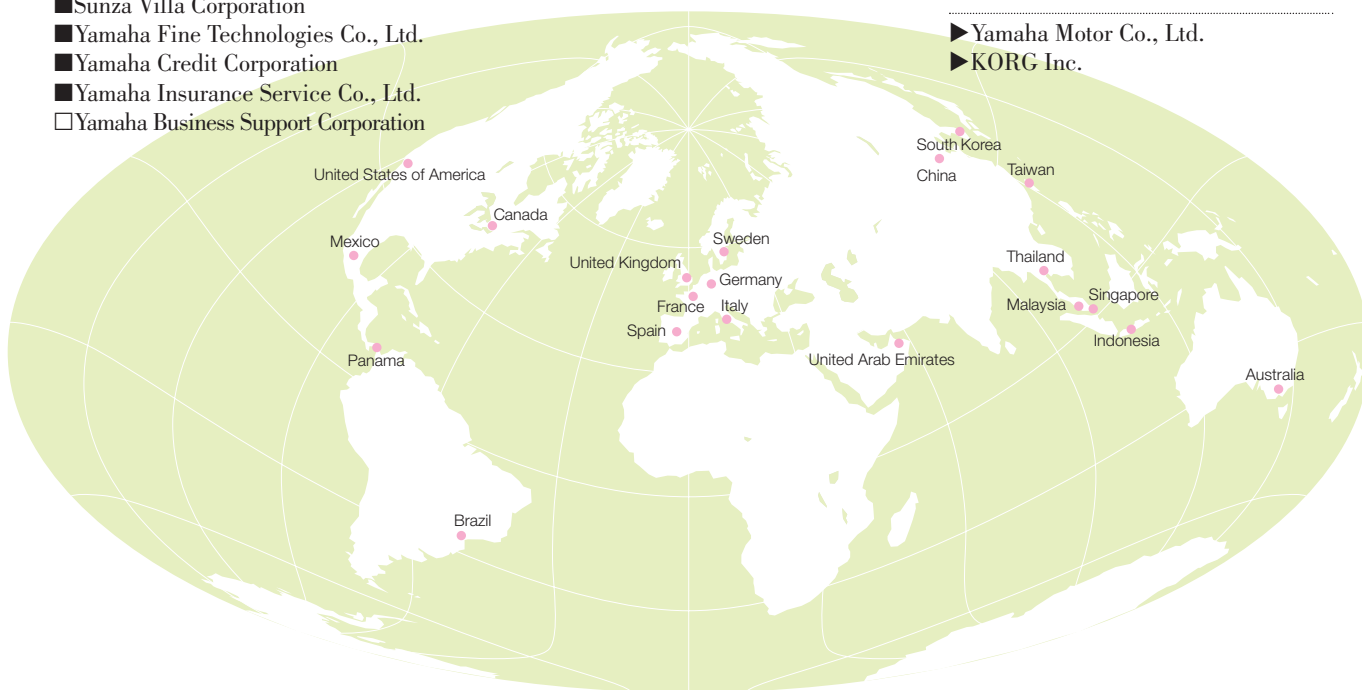 ■Sunza Villa Corporation
■Yamaha Fine Technologies Co., Ltd.
■Yamaha Credit Corporation
■Yamaha Insurance Service Co., Ltd.
□Yamaha Business Support Corporation
▶Yamaha Motor Co., Ltd.
▶KORG Inc.
South Korea
China
Taiwan
United States of America
Canada
Mexico
Sweden
United Kingdom
Germany
France
Italy
Spain
Thailand
Malaysia
Singapore
Indonesia
United Arab Emirates
Panama
Australia
Brazil